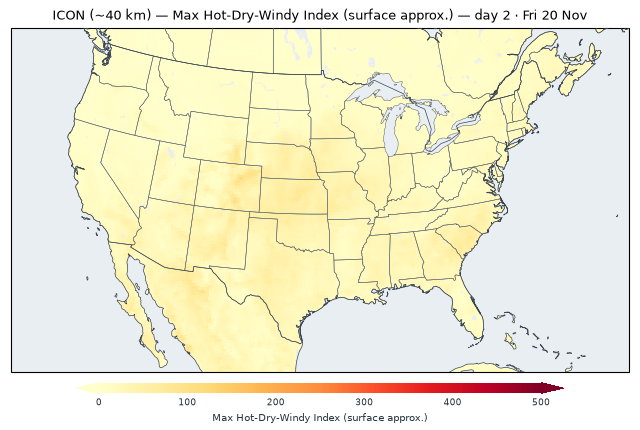 ICON (~40 km) — Max Hot-Dry-Windy Index (surface approx.) — day 2 · Fri 20 Nov
0 100 200 300 400 500
Max Hot-Dry-Windy Index (surface approx.)